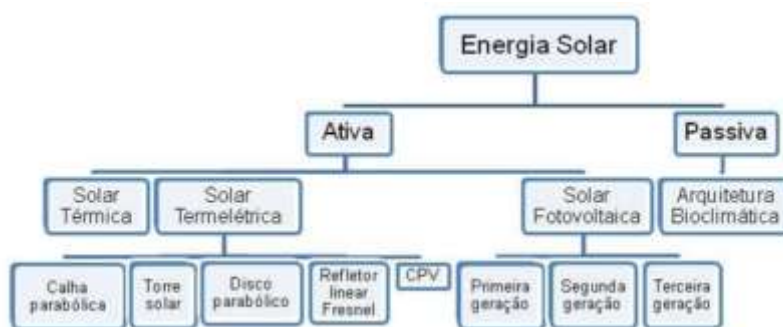 Energia Solar
Ativa
Passiva
Solar
Térmica
Solar
Termelétrica
Solar
Fotovoltaica
Arquitetura
Bioclimática
Calha
parabólica
Torre
solar
Disco
parabólico
Refletor
linear
Fresnel
CPV
Primeira
geração
Segunda
geração
Terceira
geração